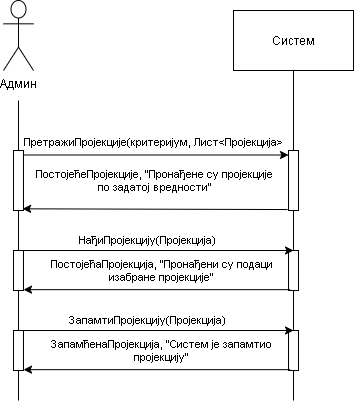 Систем
Админ
ПретражиПројекције(критеријум, Лист<Пројекција>
ПостојећеПројекције, "Пронађене су пројекције
по задатој вредности"
НађиПројекцију(Пројекција)
ПостојећаПројекција, "Пронађени су подаци
изабране пројекције"
ЗапамтиПројекцију(Пројекција)
ЗапамћенаПројекција, "Систем је запамтио
пројекцију"